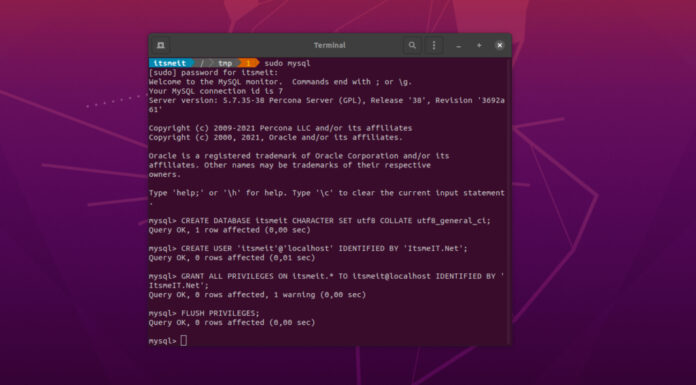 Terminal
itsmeit / tmp 1 sudo mysql
[sudo] password for itsmeit:
Welcome to the MySQL monitor.  Commands end with ; or \g.
Your MySQL connection id is 7
Server version: 5.7.35-38 Percona Server (GPL), Release '38', Revision '3692a
61'
Copyright (c) 2009-2021 Percona LLC and/or its affiliates
Copyright (c) 2000, 2021, Oracle and/or its affiliates.
Oracle is a registered trademark of Oracle Corporation and/or its
affiliates. Other names may be trademarks of their respective
owners.
Type 'help;' or '\h' for help. Type '\c' to clear the current input statement
.
mysql> CREATE DATABASE itsmeit CHARACTER SET utf8 COLLATE utf8_general_ci;
Query OK, 1 row affected (0,00 sec)
mysql> CREATE USER 'itsmeit'@'localhost' IDENTIFIED BY 'ItsmeIT.Net';
Query OK, 0 rows affected (0,01 sec)
mysql> GRANT ALL PRIVILEGES ON itsmeit.* TO itsmeit@localhost IDENTIFIED BY '
ItsmeIT.Net';
Query OK, 0 rows affected, 1 warning (0,00 sec)
mysql> FLUSH PRIVILEGES;
Query OK, 0 rows affected (0,00 sec)
mysql>